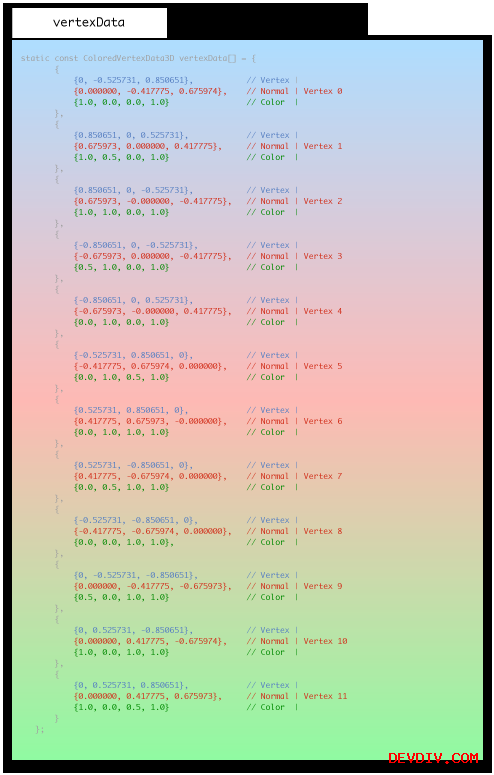 vertexData
static const ColoredVertexData3D vertexData[] = {
{
{0, -0.525731, 0.850651}, // Vertex |
{0.000000, -0.417775, 0.675974}, // Normal | Vertex 0
{1.0, 0.0, 0.0, 1.0} // Color |
},
{
{0.850651, 0, 0.525731}, // Vertex |
{0.675973, 0.000000, 0.417775}, // Normal | Vertex 1
{1.0, 0.5, 0.0, 1.0} // Color |
},
{
{0.850651, 0, -0.525731}, // Vertex |
{0.675973, -0.000000, -0.417775}, // Normal | Vertex 2
{1.0, 1.0, 0.0, 1.0} // Color |
},
{
{-0.850651, 0, -0.525731}, // Vertex |
{-0.675973, 0.000000, -0.417775}, // Normal | Vertex 3
{0.5, 1.0, 0.0, 1.0} // Color |
},
{
{-0.850651, 0, 0.525731}, // Vertex |
{-0.675973, -0.000000, 0.417775}, // Normal | Vertex 4
{0.0, 1.0, 0.0, 1.0} // Color |
},
{
{-0.525731, 0.850651, 0}, // Vertex |
{-0.417775, 0.675974, 0.000000}, // Normal | Vertex 5
{0.0, 1.0, 0.5, 1.0} // Color |
},
{
{0.525731, 0.850651, 0}, // Vertex |
{0.417775, 0.675973, -0.000000}, // Normal | Vertex 6
{0.0, 1.0, 1.0, 1.0} // Color |
},
{
{0.525731, -0.850651, 0}, // Vertex |
{0.417775, -0.675974, 0.000000}, // Normal | Vertex 7
{0.0, 0.5, 1.0, 1.0} // Color |
},
{
{-0.525731, -0.850651, 0}, // Vertex |
{-0.417775, -0.675974, 0.000000}, // Normal | Vertex 8
{0.0, 0.0, 1.0, 1.0}, // Color |
},
{
{0, -0.525731, -0.850651}, // Vertex |
{0.000000, -0.417775, -0.675973}, // Normal | Vertex 9
{0.5, 0.0, 1.0, 1.0} // Color |
},
{
{0, 0.525731, -0.850651}, // Vertex |
{0.000000, 0.417775, -0.675974}, // Normal | Vertex 10
{1.0, 0.0, 1.0, 1.0} // Color |
},
{
{0, 0.525731, 0.850651}, // Vertex |
{0.000000, 0.417775, 0.675973}, // Normal | Vertex 11
{1.0, 0.0, 0.5, 1.0} // Color |
}
};
DEVDIV.COM